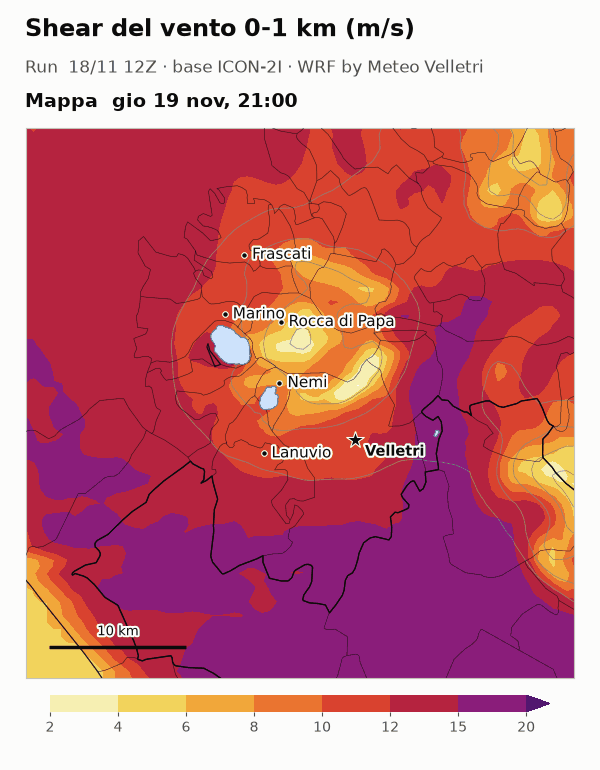 Shear del vento 0-1 km (m/s)
Run  18/11 12Z · base ICON-2I · WRF by Meteo Velletri
Mappa  gio 19 nov, 21:00
Frascati
Marino
Rocca di Papa
Nemi
Velletri
Lanuvio
10 km
2 4 6 8 10 12 15 20